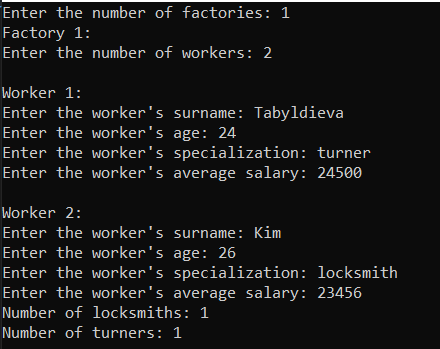 Enter the number of factories: 1
Factory 1:
Enter the number of workers: 2
Worker 1:
Enter the worker's surname: Tabyldieva
Enter the worker's age: 24
Enter the worker's specialization: turner
Enter the worker's average salary: 24500
Worker 2:
Enter the worker's surname: Kim
Enter the worker's age: 26
Enter the worker's specialization: locksmith
Enter the worker's average salary: 23456
Number of locksmiths: 1
Number of turners: 1